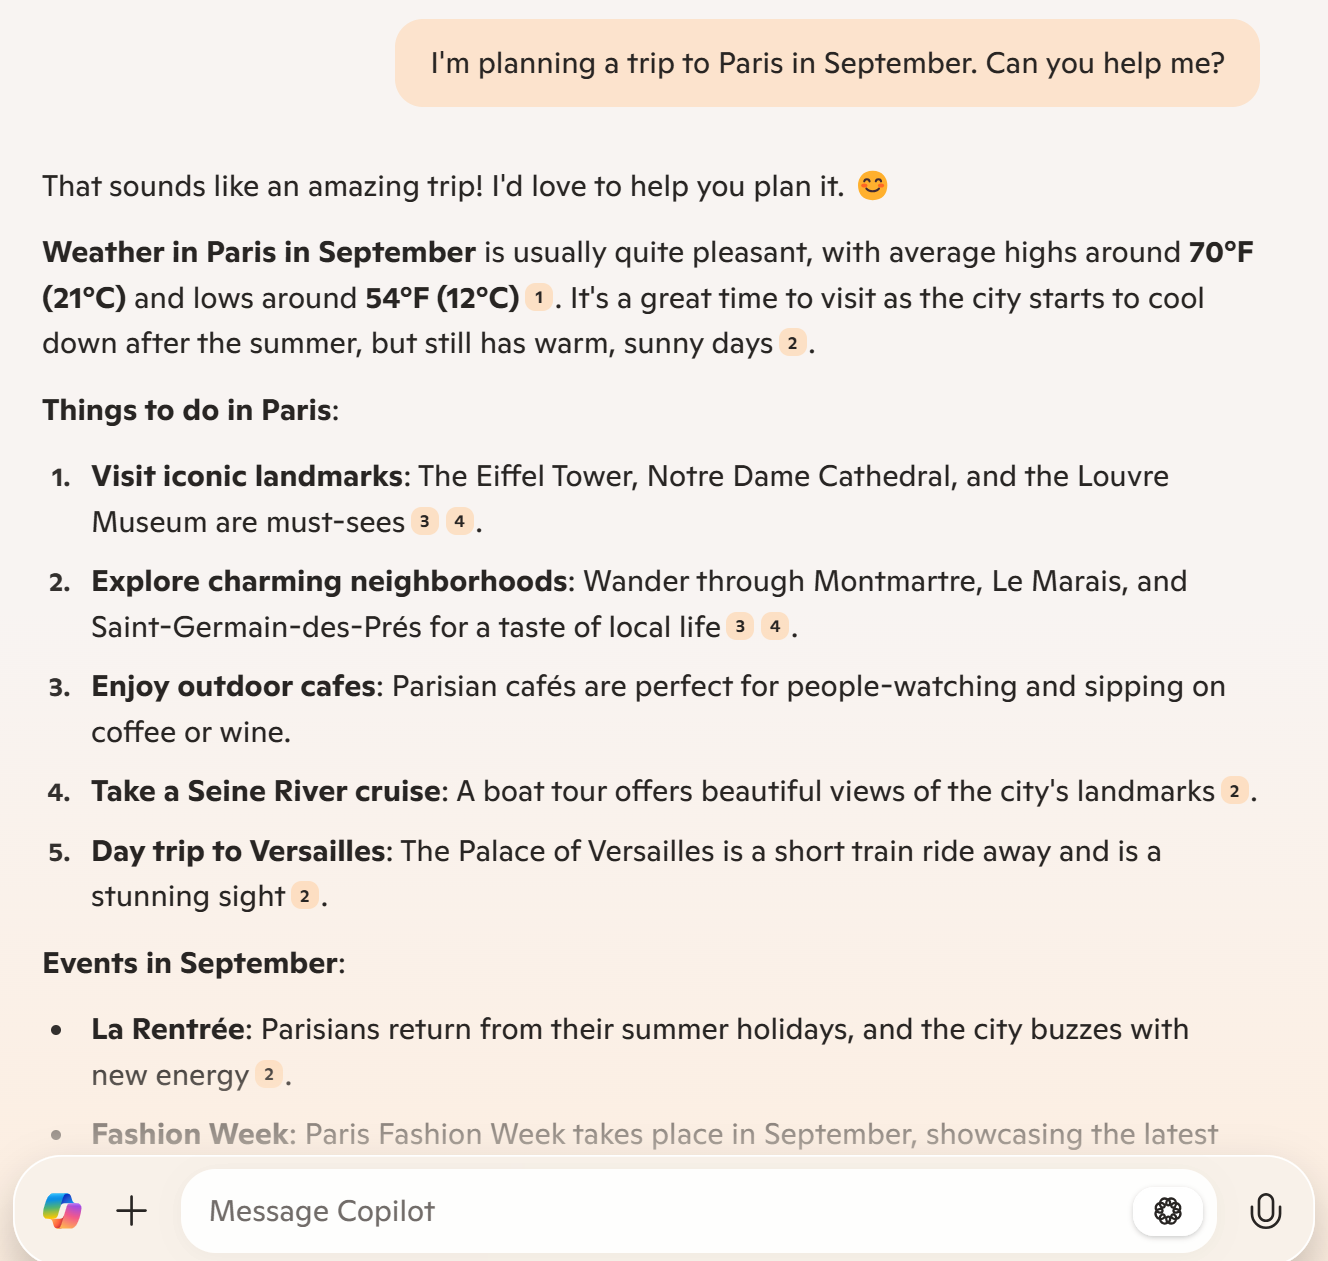 I'm planning a trip to Paris in September. Can you help me?
That sounds like an amazing trip! I'd love to help you plan it. 😊
Weather in Paris in September is usually quite pleasant, with average highs around 70°F
(21°C) and lows around 54°F (12°C) 1. It's a great time to visit as the city starts to cool
down after the summer, but still has warm, sunny days 2.
Things to do in Paris:
1. Visit iconic landmarks: The Eiffel Tower, Notre Dame Cathedral, and the Louvre
Museum are must-sees 3 4.
2. Explore charming neighborhoods: Wander through Montmartre, Le Marais, and
Saint-Germain-des-Prés for a taste of local life 3 4.
3. Enjoy outdoor cafes: Parisian cafés are perfect for people-watching and sipping on
coffee or wine.
4. Take a Seine River cruise: A boat tour offers beautiful views of the city's landmarks 2.
5. Day trip to Versailles: The Palace of Versailles is a short train ride away and is a
stunning sight 2.
Events in September:
• La Rentrée: Parisians return from their summer holidays, and the city buzzes with
new energy 2.
• Fashion Week: Paris Fashion Week takes place in September, showcasing the latest
Message Copilot